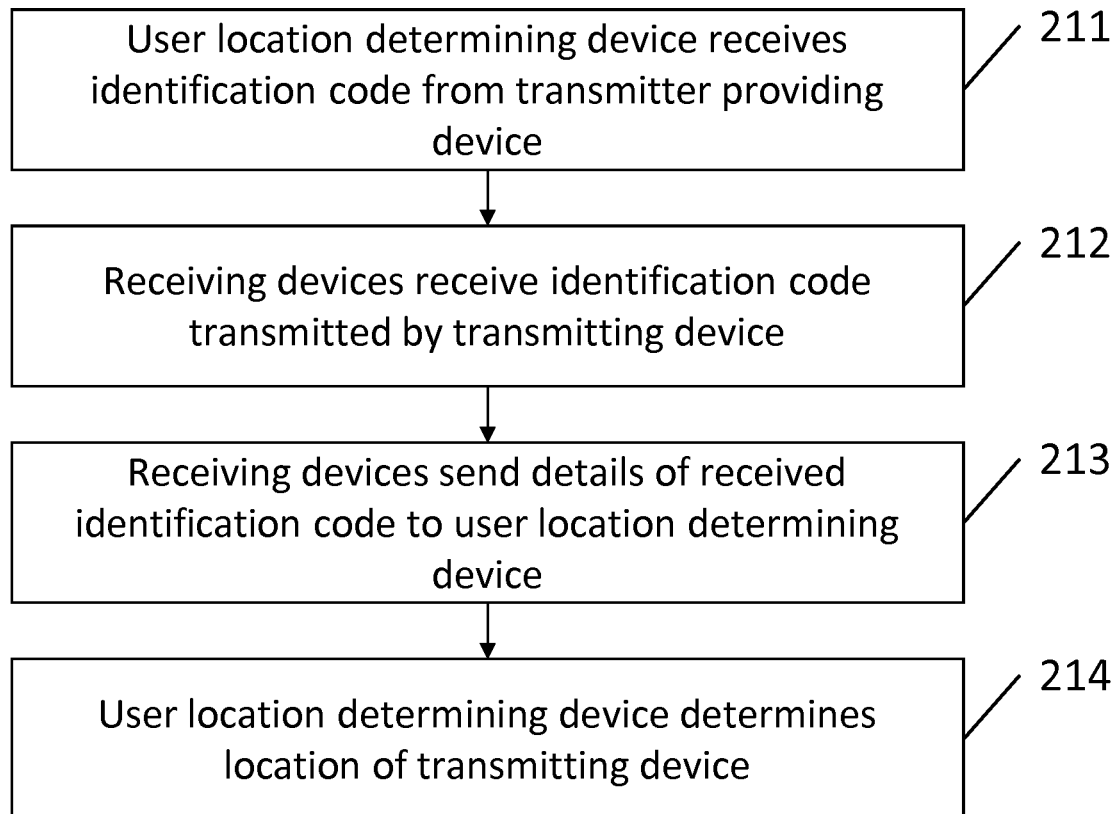 User location determining device receives
identification code from transmitter providing
device
211
Receiving devices receive identification code
transmitted by transmitting device
212
Receiving devices send details of received
identification code to user location determining
device
213
User location determining device determines
location of transmitting device
214